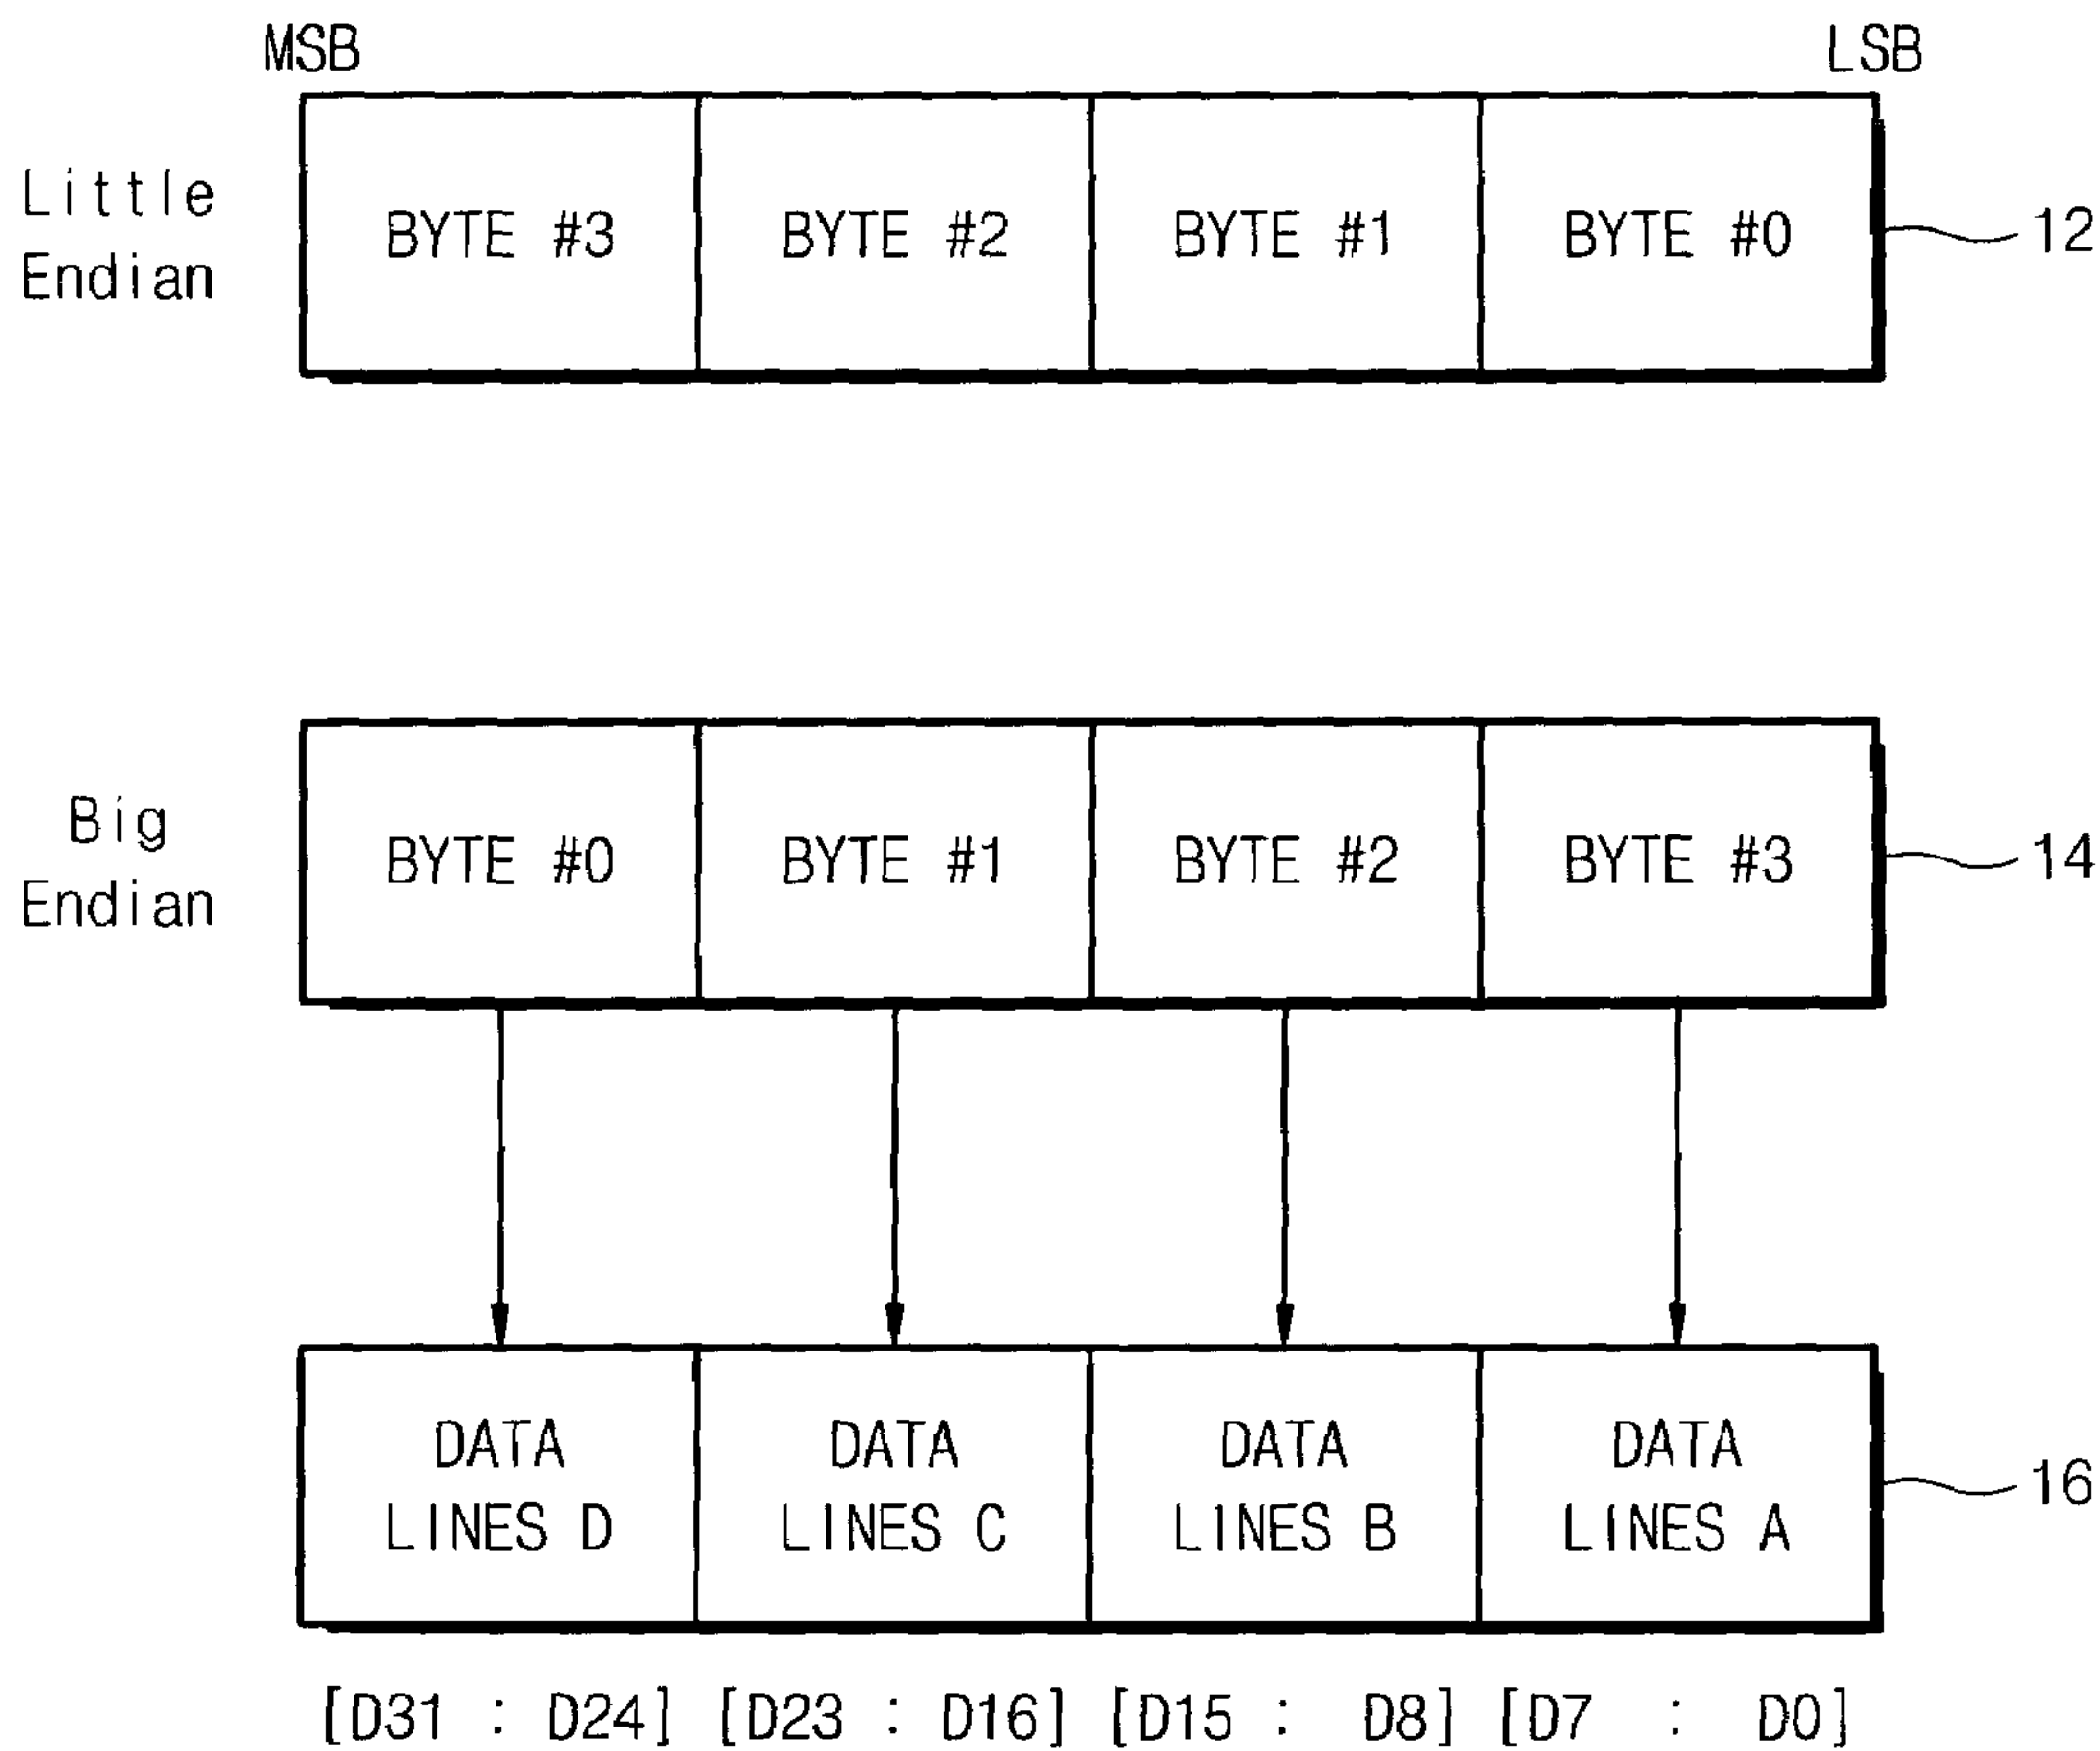 MSB LSB
Little
Endian
BYTE #3 BYTE #2 BYTE #1 BYTE #0 12
Big
Endian
BYTE #0 BYTE #1 BYTE #2 BYTE #3 14
DATA DATA DATA DATA
LINES D LINES C LINES B LINES A
16
[D31 : D24] [D23 : D16] [D15 : D8] [D7 : D0]